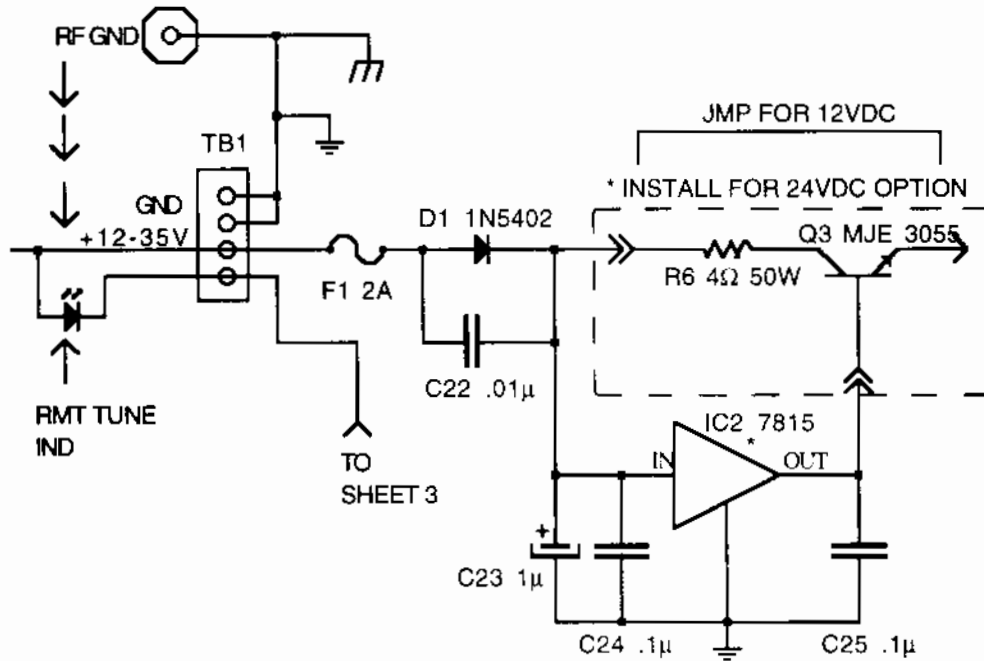 RF GND
JMP FOR 12VDC
TB1
* INSTALL FOR 24VDC OPTION
GND
D1 1N5402
Q3 MJE 3055
+12-35V
R6 4Ω 50W
F1 2A
C22 .01µ
RMT TUNE
IND
IC2 7815
*
IN
OUT
TO
SHEET 3
+
C23 1µ
C24 .1µ
C25 .1µ